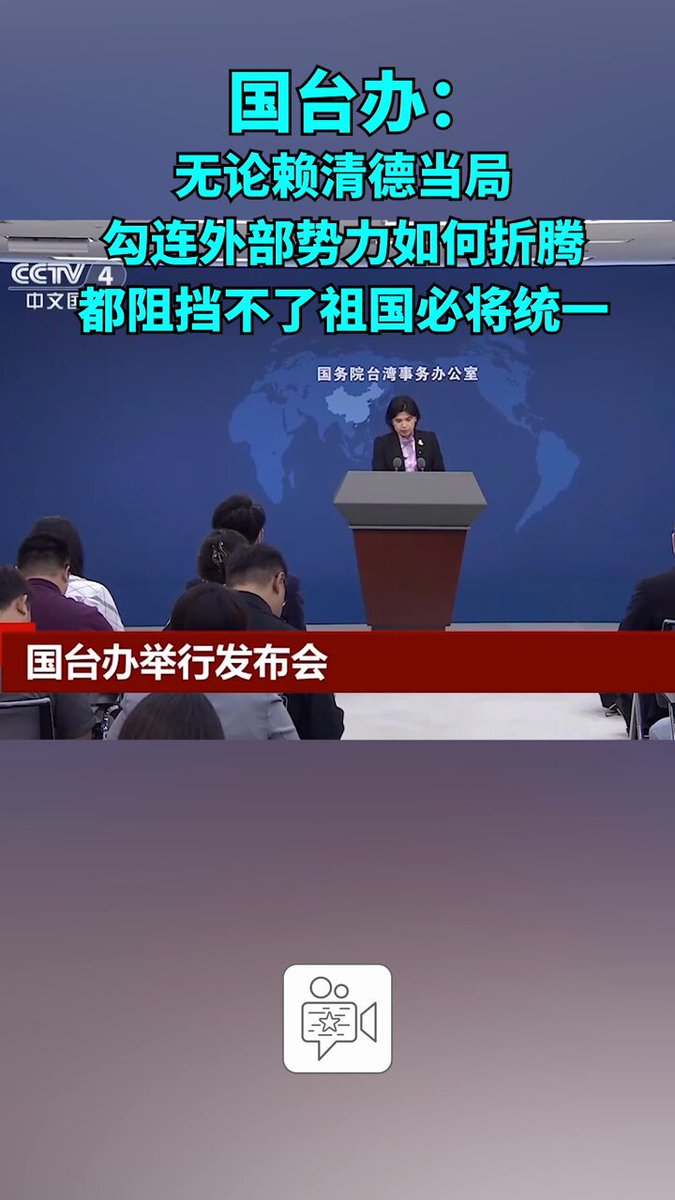 国台办：
无论赖清德当局
勾连外部势力如何折腾
CCTV 4
中文国
都阻挡不了祖国必将统一
国务院台湾事务办公室
国台办举行发布会